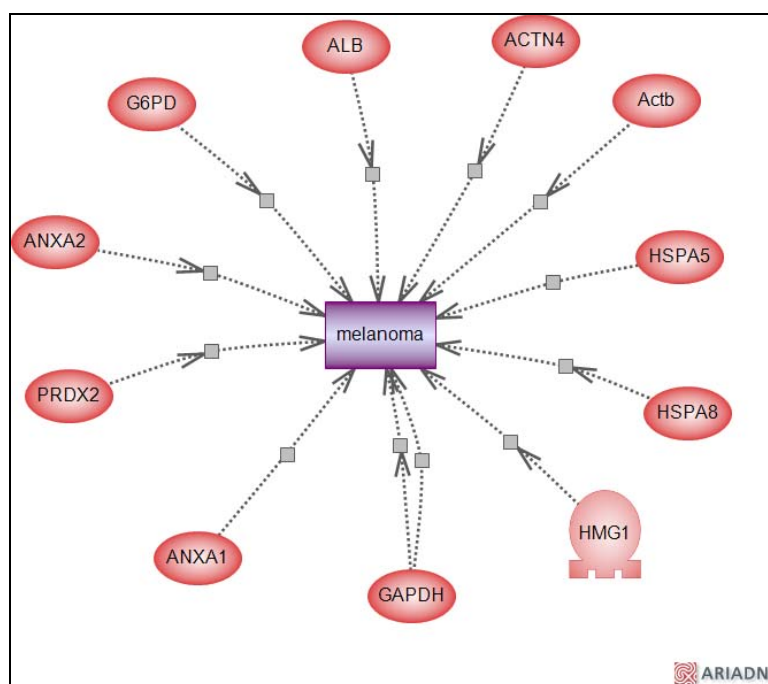 ALB
ACTN4
G6PD
Actb
ANXA2
HSPA5
melanoma
PRDX2
HSPA8
HMG1
ANXA1
GAPDH
ARIADN